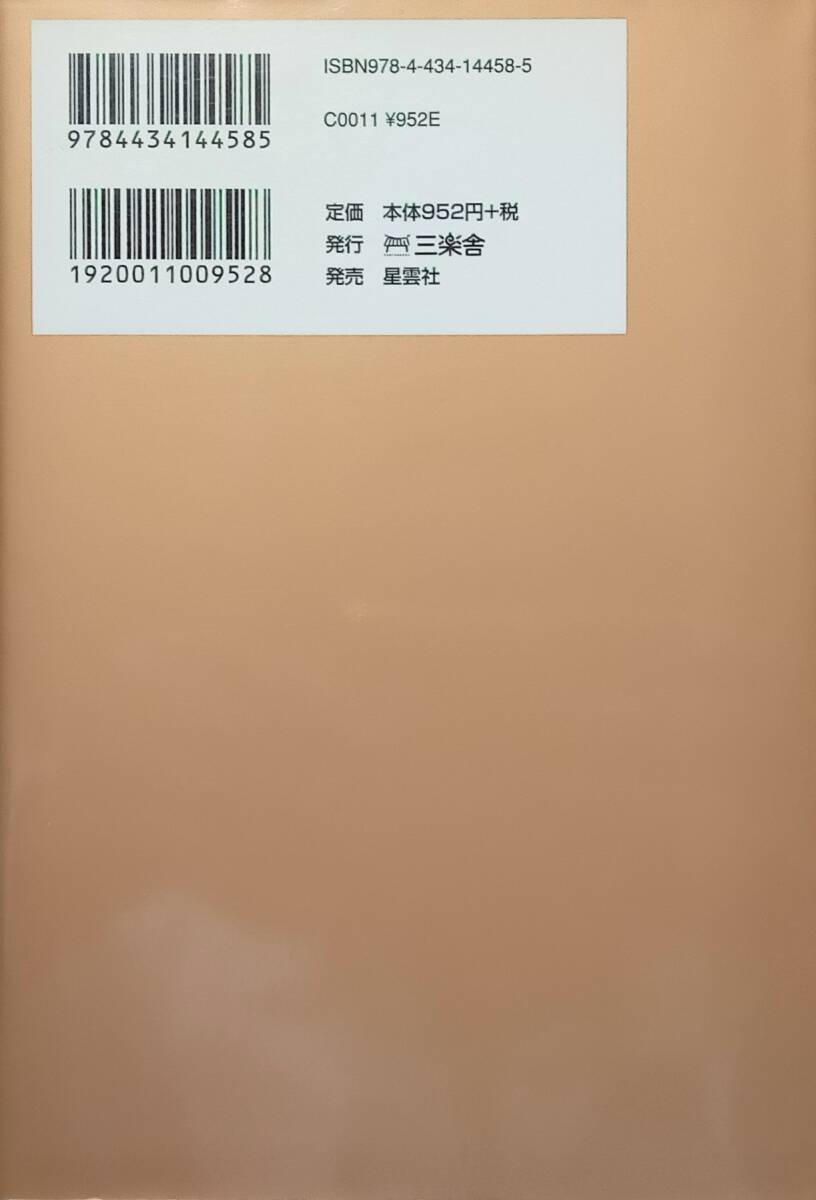 ISBN978-4-434-14458-5
9784434144585
C0011 ¥952E
1920011009528
定価 本体952円+税
発行 三楽舎
発売 星雲社